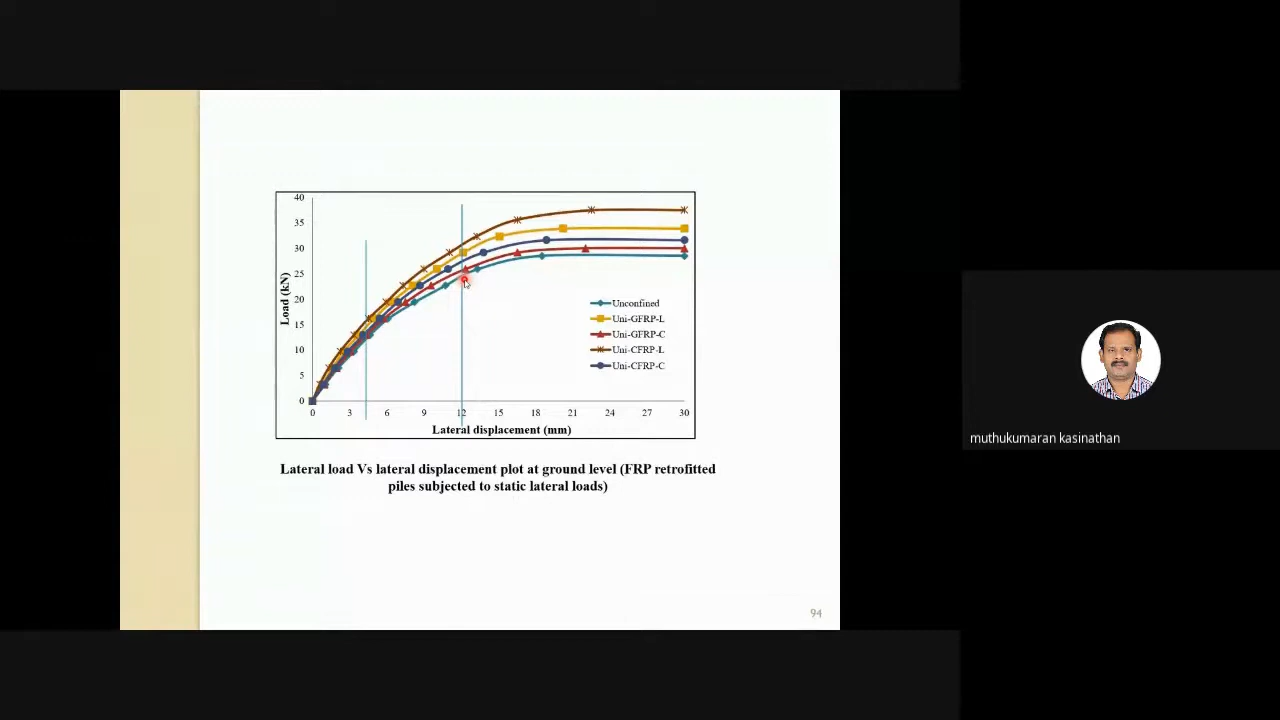 40
35
30
25
20
15
10
5
0
Load (kN)
0 3 6 9 12 15 18 21 24 27 30
Lateral displacement (mm)
Unconfined
Uni-GFRP-L
Uni-GFRP-C
Uni-CFRP-L
Uni-CFRP-C
Lateral load Vs lateral displacement plot at ground level (FRP retrofitted
piles subjected to static lateral loads)
94
muthukumaran kasinathan